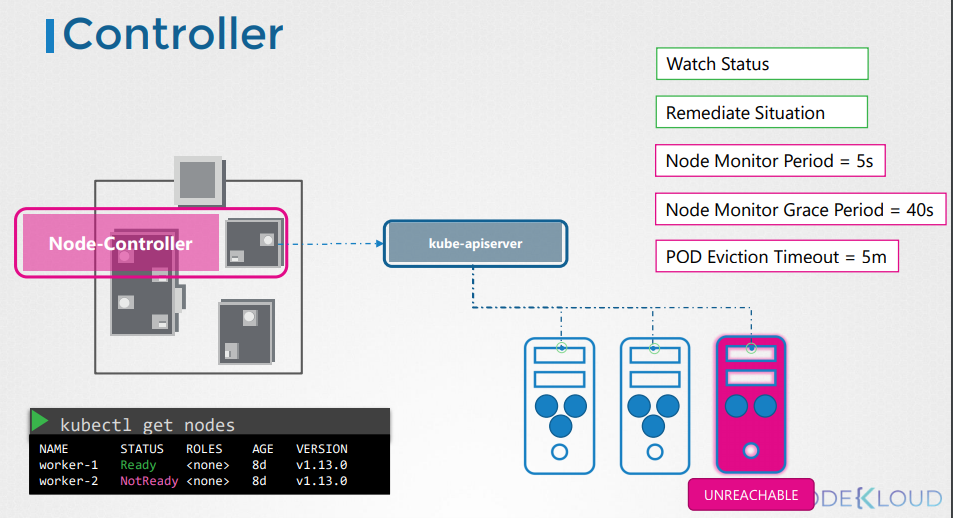 Controller
Watch Status
Remediate Situation
Node Monitor Period = 5s
Node Monitor Grace Period = 40s
POD Eviction Timeout = 5m
Node-Controller
kube-apiserver
kubectl get nodes
NAME STATUS ROLES AGE VERSION
worker-1 Ready <none> 8d v1.13.0
worker-2 NotReady <none> 8d v1.13.0
UNREACHABLE
ODEKLOUD